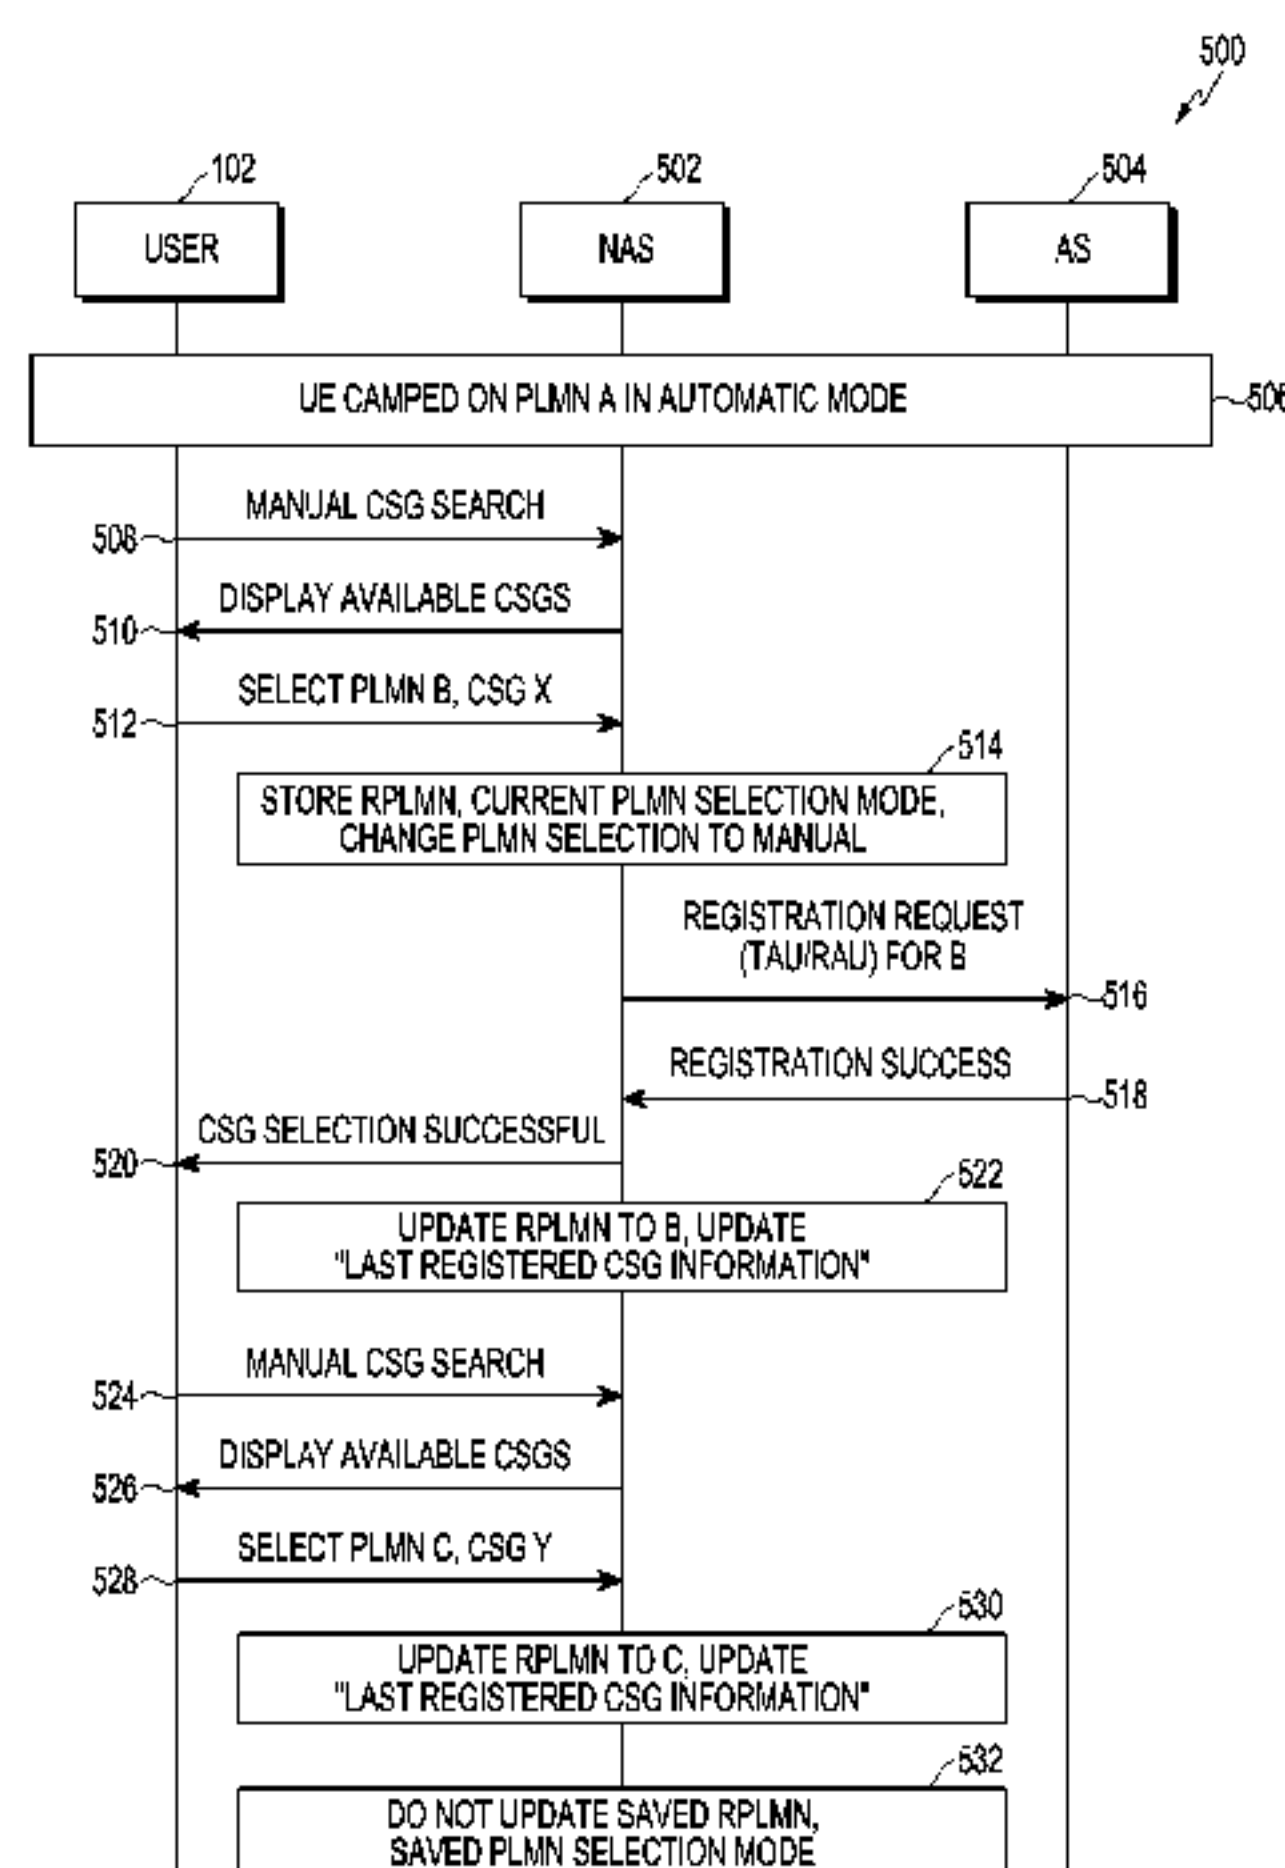 500
102
502
504
USER
NAS
AS
UE CAMPED ON PLMN A IN AUTOMATIC MODE
506
MANUAL CSG SEARCH
508
DISPLAY AVAILABLE CSGS
510
SELECT PLMN B, CSG X
512
514
STORE RPLMN, CURRENT PLMN SELECTION MODE,
CHANGE PLMN SELECTION TO MANUAL
REGISTRATION REQUEST
(TAU/RAU) FOR B
516
REGISTRATION SUCCESS
518
CSG SELECTION SUCCESSFUL
520
522
UPDATE RPLMN TO B, UPDATE
"LAST REGISTERED CSG INFORMATION"
MANUAL CSG SEARCH
524
DISPLAY AVAILABLE CSGS
526
SELECT PLMN C, CSG Y
528
530
UPDATE RPLMN TO C, UPDATE
"LAST REGISTERED CSG INFORMATION"
532
DO NOT UPDATE SAVED RPLMN,
SAVED PLMN SELECTION MODE